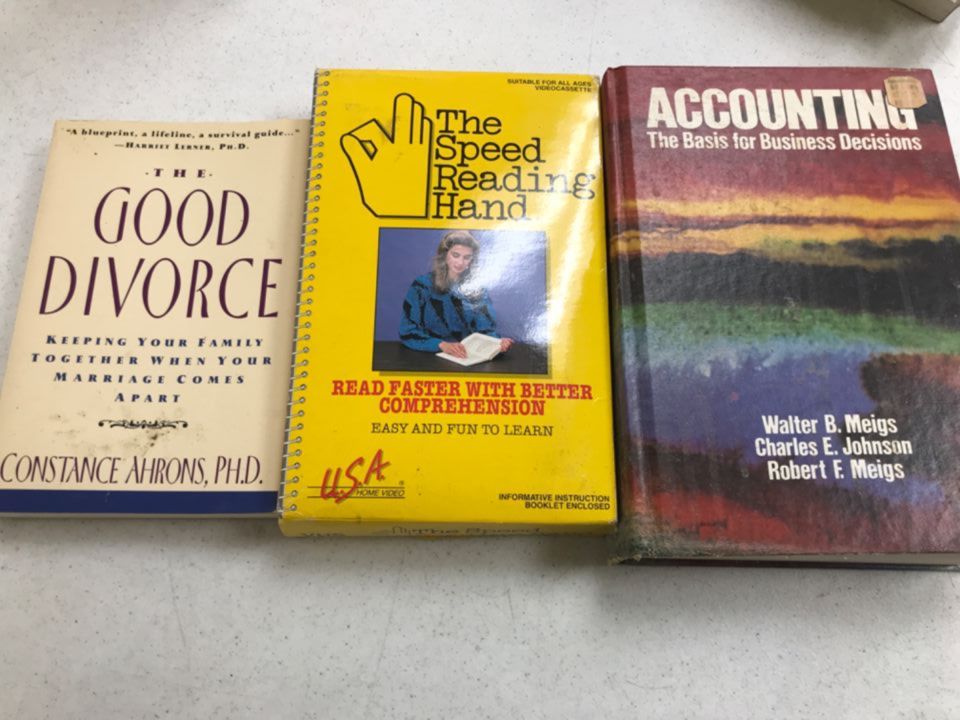 "A blueprint, a lifeline, a survival guide..."
—HARRIET LERNER, PH.D.
·THE·
GOOD
DIVORCE
KEEPING YOUR FAMILY
TOGETHER WHEN YOUR
MARRIAGE COMES
APART
CONSTANCE AHRONS, PH.D.
SUITABLE FOR ALL AGES
VIDEOCASSETTE
The
Speed
Reading
Hand
READ FASTER WITH BETTER
COMPREHENSION
EASY AND FUN TO LEARN
U.S.A.
HOME VIDEO
®
INFORMATIVE INSTRUCTION
BOOKLET ENCLOSED
VHS
The Speed
ACCOUNTING
The Basis for Business Decisions
Walter B. Meigs
Charles E. Johnson
Robert F. Meigs